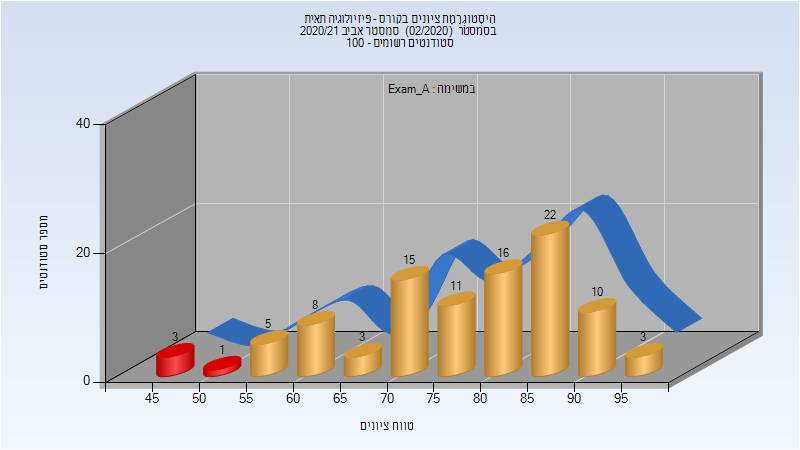 היסטוגרמת ציונים בקורס - פיזיולוגיה תאית
בסמסטר (02/2020) סמסטר אביב 2020/21
סטודנטים רשומים - 100
במשימה : Exam_A
מספר סטודנטים
40
20
0
3
1
5
8
3
15
11
16
22
10
3
45 50 55 60 65 70 75 80 85 90 95
טווח ציונים